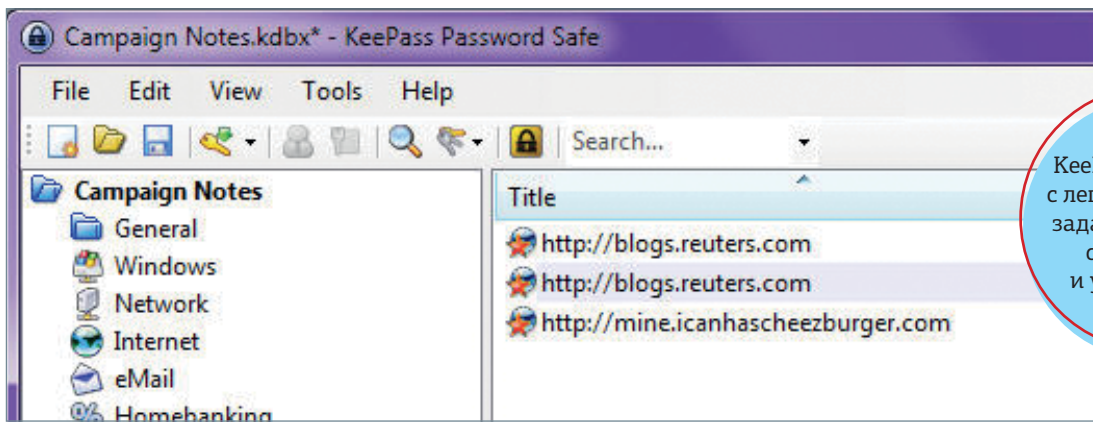 Campaign Notes.kdbx* - KeePass Password Safe
File Edit View Tools Help
Search...
Campaign Notes
General
Windows
Network
Internet
eMail
Homebanking
Title
http://blogs.reuters.com
http://blogs.reuters.com
http://mine.icanhascheezburger.com
с
и